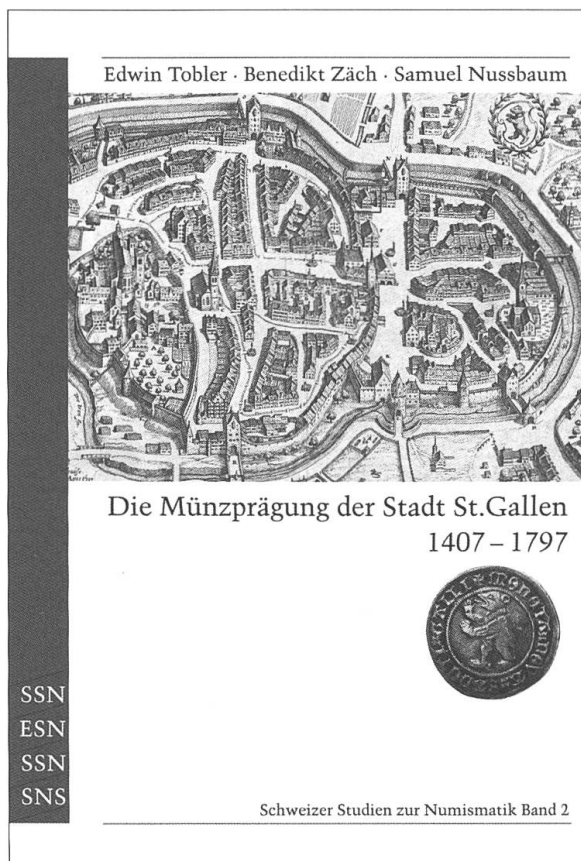 Edwin Tobler · Benedikt Zäch · Samuel Nussbaum
Die Münzprägung der Stadt St.Gallen
1407 – 1797
SSN
ESN
SSN
SNS
Schweizer Studien zur Numismatik Band 2